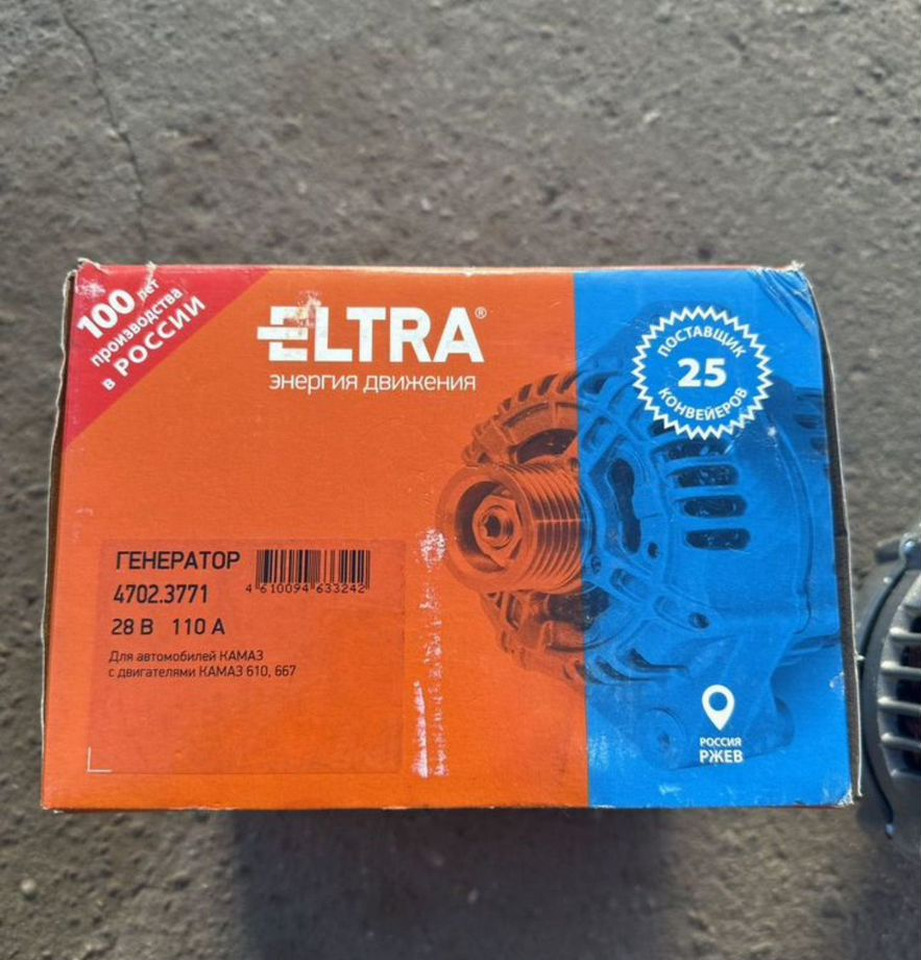 100 лет
производства
в РОССИИ
ELTRA®
энергия движения
ПОСТАВЩИК
25
КОНВЕЙЕРОВ
ГЕНЕРАТОР
4702.3771
28 В 110 А
4 610094 633242
Для автомобилей КАМАЗ
с двигателями КАМАЗ 610, 667
РОССИЯ
РЖЕВ